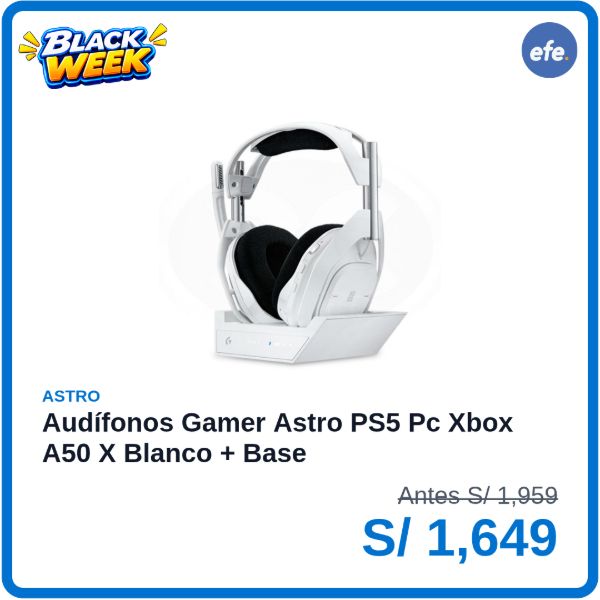 BLACK
WEEK
efe.
ASTRO
Audífonos Gamer Astro PS5 Pc Xbox
A50 X Blanco + Base
Antes S/ 1,959
S/ 1,649